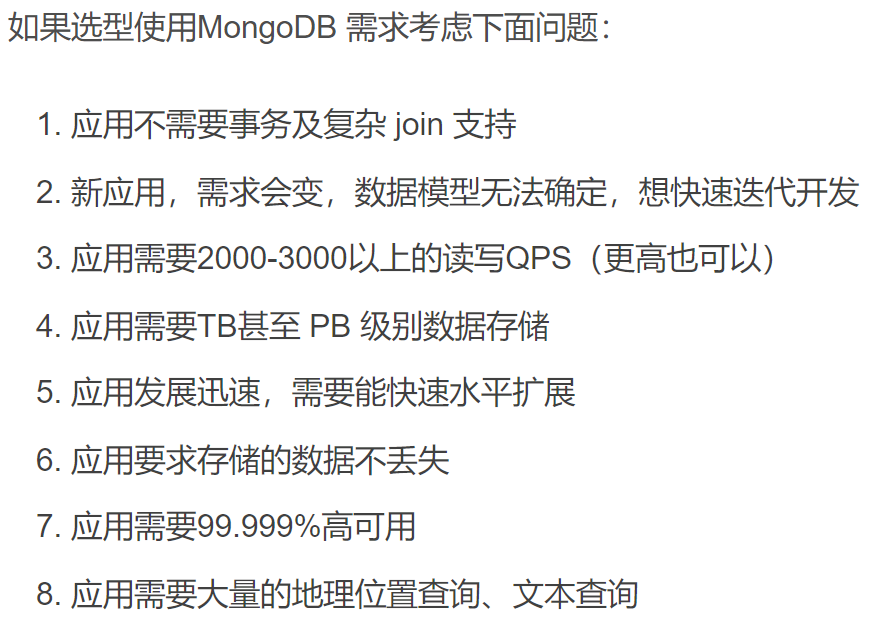 如果选型使用MongoDB 需求考虑下面问题：
1. 应用不需要事务及复杂 join 支持
2. 新应用，需求会变，数据模型无法确定，想快速迭代开发
3. 应用需要2000-3000以上的读写QPS（更高也可以）
4. 应用需要TB甚至 PB 级别数据存储
5. 应用发展迅速，需要能快速水平扩展
6. 应用要求存储的数据不丢失
7. 应用需要99.999%高可用
8. 应用需要大量的地理位置查询、文本查询